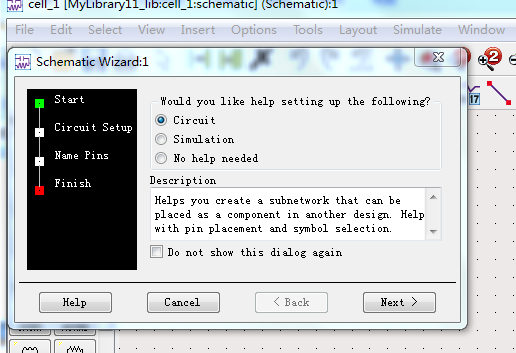 cell_1 [MyLibrary11_lib:cell_1:schematic] (Schematic):1
File Edit Select View Insert Options Tools Layout Simulate Window
Schematic Wizard:1
2
17
Start
Circuit Setup
Name Pins
Finish
Would you like help setting up the following?
Circuit
Simulation
No help needed
Description
Helps you create a subnetwork that can be
placed as a component in another design. Help
with pin placement and symbol selection.
Do not show this dialog again
Help Cancel < Back Next >